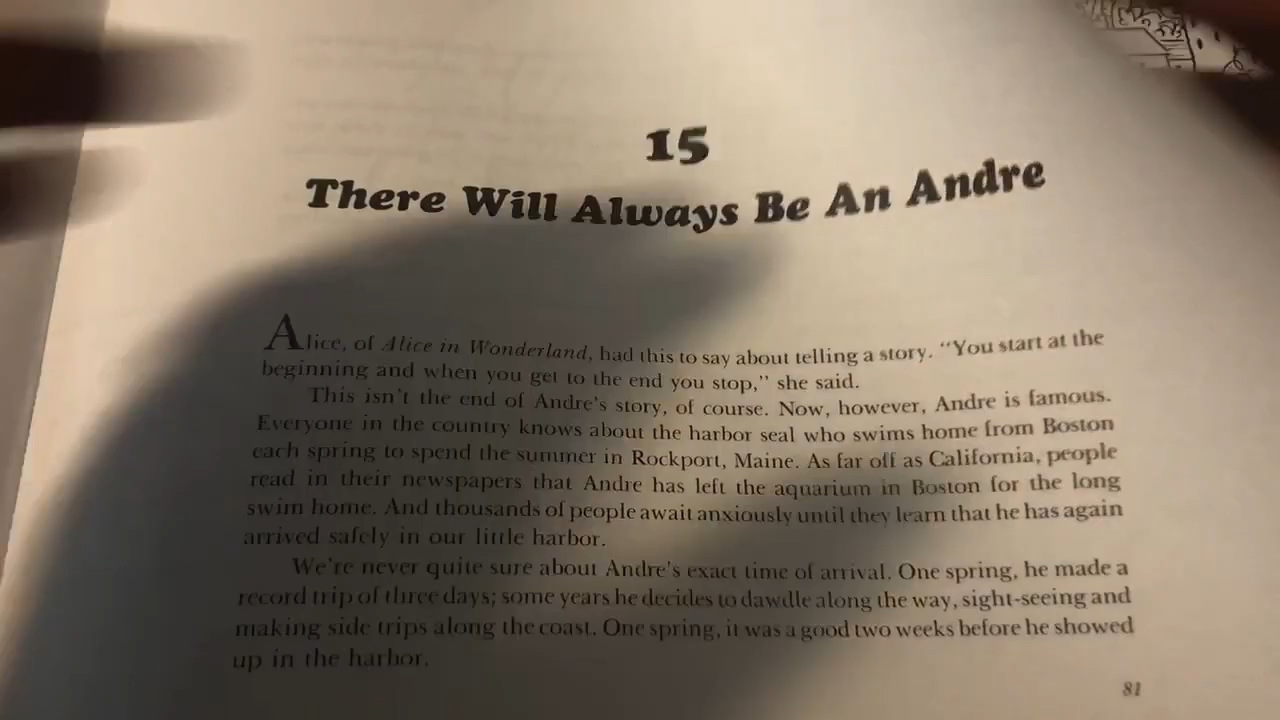 15
There Will Always Be An Andre
Alice, of Alice in Wonderland, had this to say about telling a story. “You start at the
beginning and when you get to the end you stop,” she said.
This isn’t the end of Andre’s story, of course. Now, however, Andre is famous.
Everyone in the country knows about the harbor seal who swims home from Boston
each spring to spend the summer in Rockport, Maine. As far off as California, people
read in their newspapers that Andre has left the aquarium in Boston for the long
swim home. And thousands of people await anxiously until they learn that he has again
arrived safely in our little harbor.
We’re never quite sure about Andre’s exact time of arrival. One spring, he made a
record trip of three days; some years he decides to dawdle along the way, sight-seeing and
making side trips along the coast. One spring, it was a good two weeks before he showed
up in the harbor.
81